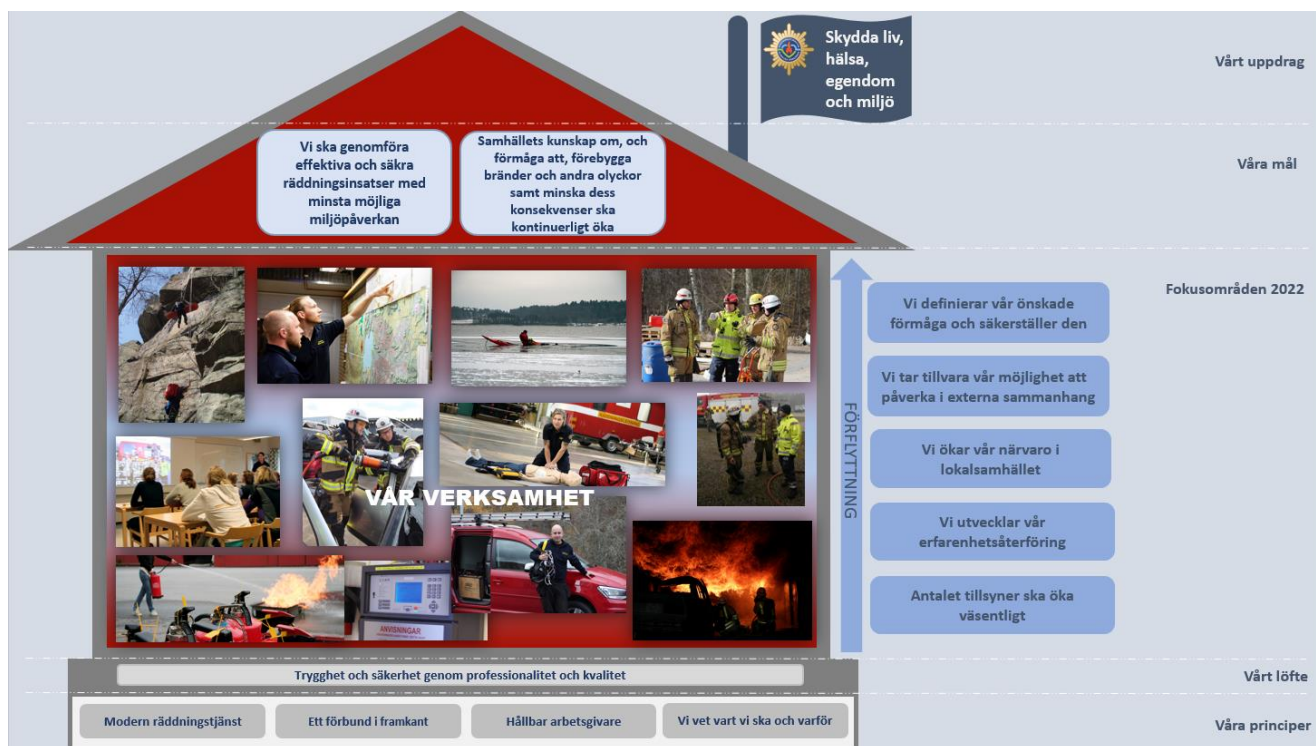 Skydda liv,
hälsa,
egendom
och miljö
Vårt uppdrag
Vi ska genomföra
effektiva och säkra
räddningsinsatser med
minsta möjliga
miljöpåverkan
Samhällets kunskap om, och
förmåga att, förebygga
bränder och andra olyckor
samt minska dess
konsekvenser ska
kontinuerligt öka
Våra mål
Fokusområden 2022
FÖRFLYTTNING
Vi definierar vår önskade
förmåga och säkerställer den
Vi tar tillvara vår möjlighet att
påverka i externa sammanhang
Vi ökar vår närvaro i
lokalsamhället
Vi utvecklar vår
erfarenhetsåterföring
Antalet tillsyner ska öka
väsentligt
VÅR VERKSAMHET
ANVISNINGAR
Trygghet och säkerhet genom professionalitet och kvalitet
Vårt löfte
Modern räddningstjänst
Ett förbund i framkant
Hållbar arbetsgivare
Vi vet vart vi ska och varför
Våra principer